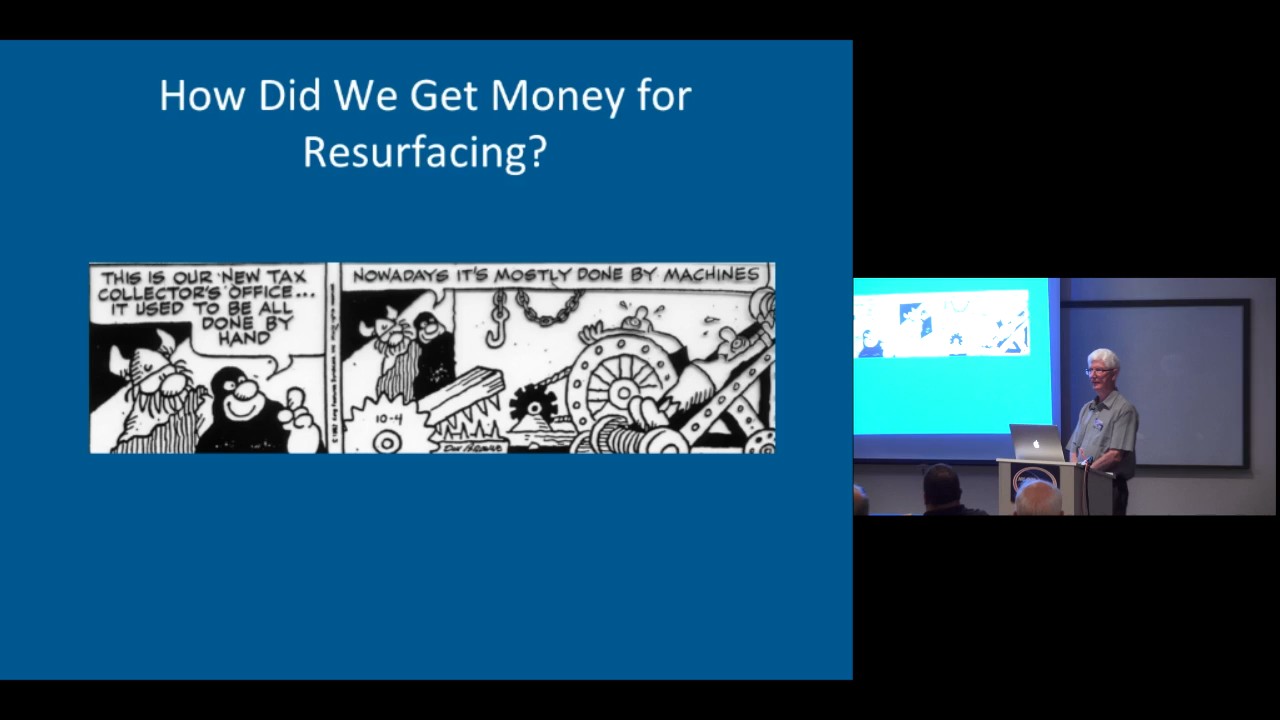 How Did We Get Money for
Resurfacing?
THIS IS OUR NEW TAX
COLLECTOR'S OFFICE...
IT USED TO BE ALL
DONE BY
HAND
NOWADAYS IT'S MOSTLY DONE BY MACHINES
10-4